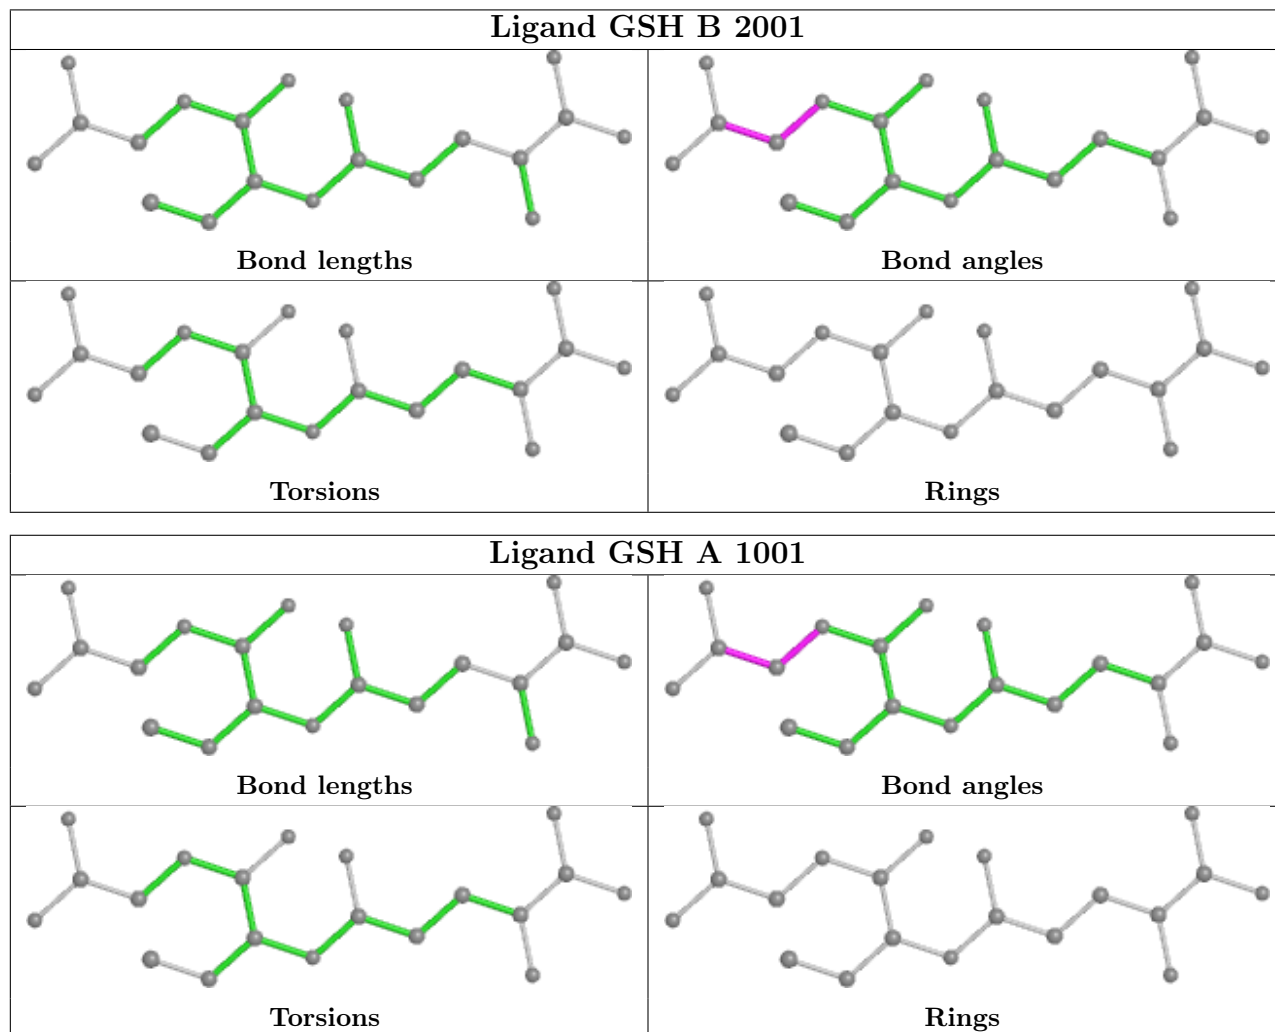 Ligand GSH B 2001
Bond lengths
Bond angles
Torsions
Rings
Ligand GSH A 1001
Bond lengths
Bond angles
Torsions
Rings